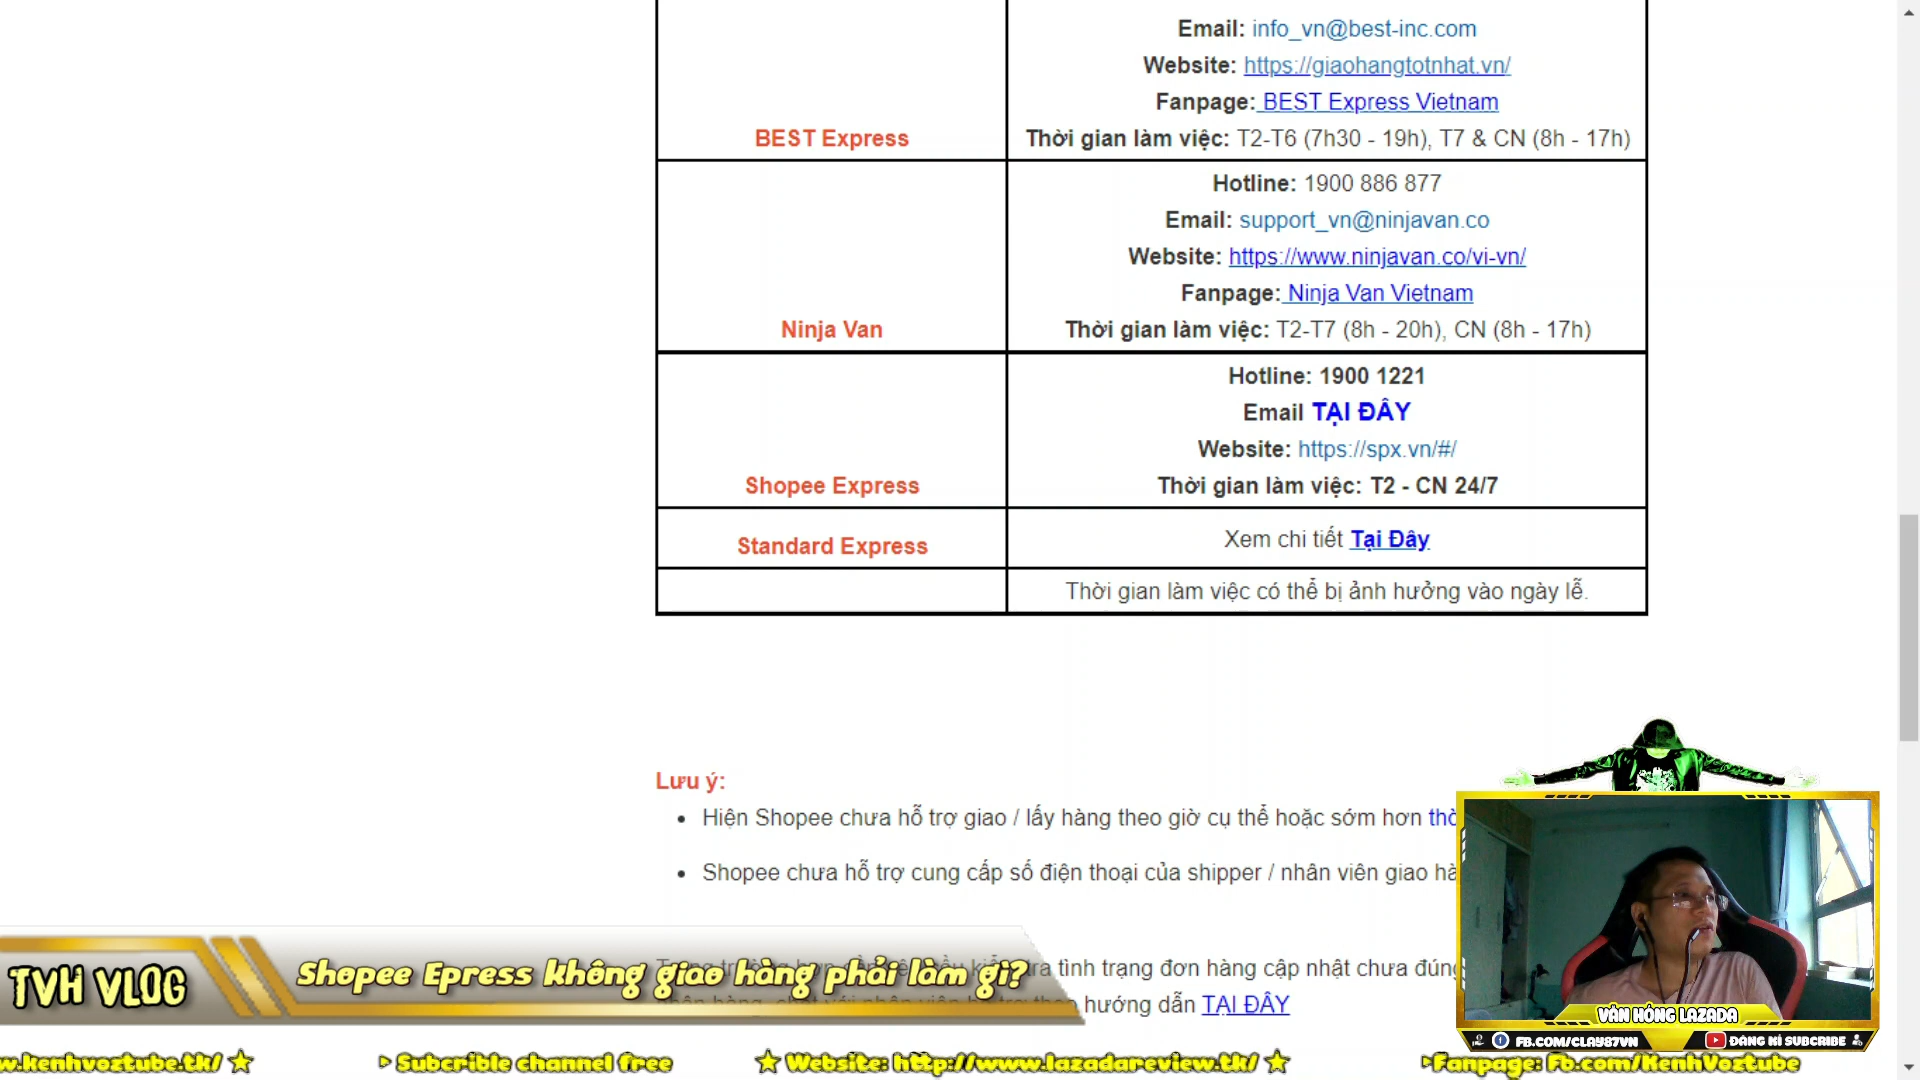 Email: info_vn@best-inc.com
Website: https://giaohangtotnhat.vn/
Fanpage: BEST Express Vietnam
BEST Express
Thời gian làm việc: T2-T6 (7h30 - 19h), T7 & CN (8h - 17h)
Hotline: 1900 886 877
Email: support_vn@ninjavan.co
Website: https://www.ninjavan.co/vi-vn/
Fanpage: Ninja Van Vietnam
Ninja Van
Thời gian làm việc: T2-T7 (8h - 20h), CN (8h - 17h)
Hotline: 1900 1221
Email TẠI ĐÂY
Website: https://spx.vn/#/
Shopee Express
Thời gian làm việc: T2 - CN 24/7
Standard Express
Xem chi tiết Tại Đây
Thời gian làm việc có thể bị ảnh hưởng vào ngày lễ.
Lưu ý:
• Hiện Shopee chưa hỗ trợ giao / lấy hàng theo giờ cụ thể hoặc sớm hơn
• Shopee chưa hỗ trợ cung cấp số điện thoại của shipper / nhân viên giao
tình trạng đơn hàng cập nhật chưa đúng
hướng dẫn TẠI ĐÂY
TVH VLOG
Shopee Epress không giao hàng phải làm gì?
VĂN HÓNG LAZADA
FB.COM/CLAY87VN
ĐĂNG KÍ SUBCRIBE
w.kenhvoztube.tk/ ★ ‣ Subcrible channel free ★ Website: http://www.lazadareview.tk/ ★ ‣Fanpage: Fb.com/KenhVoztube